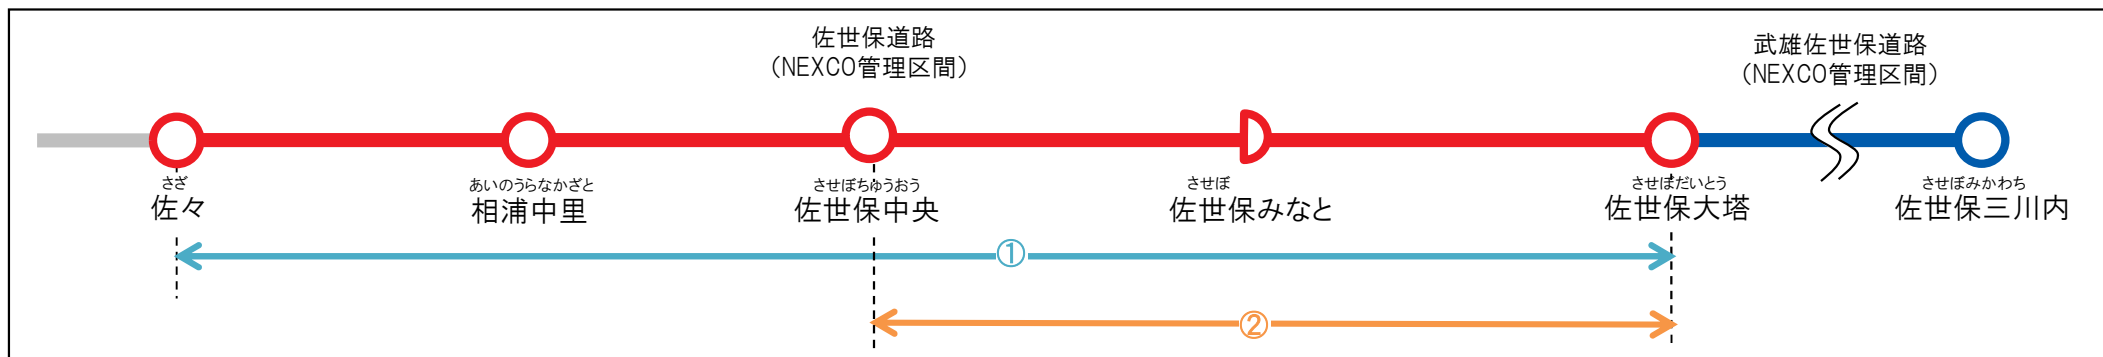 佐世保道路
（NEXCO管理区間）
武雄佐世保道路
（NEXCO管理区間）
さざ
佐々
あいのうらなかざと
相浦中里
させぼちゅうおう
佐世保中央
させぼ
佐世保みなと
させぼだいとう
佐世保大塔
させぼみかわち
佐世保三川内
①
②